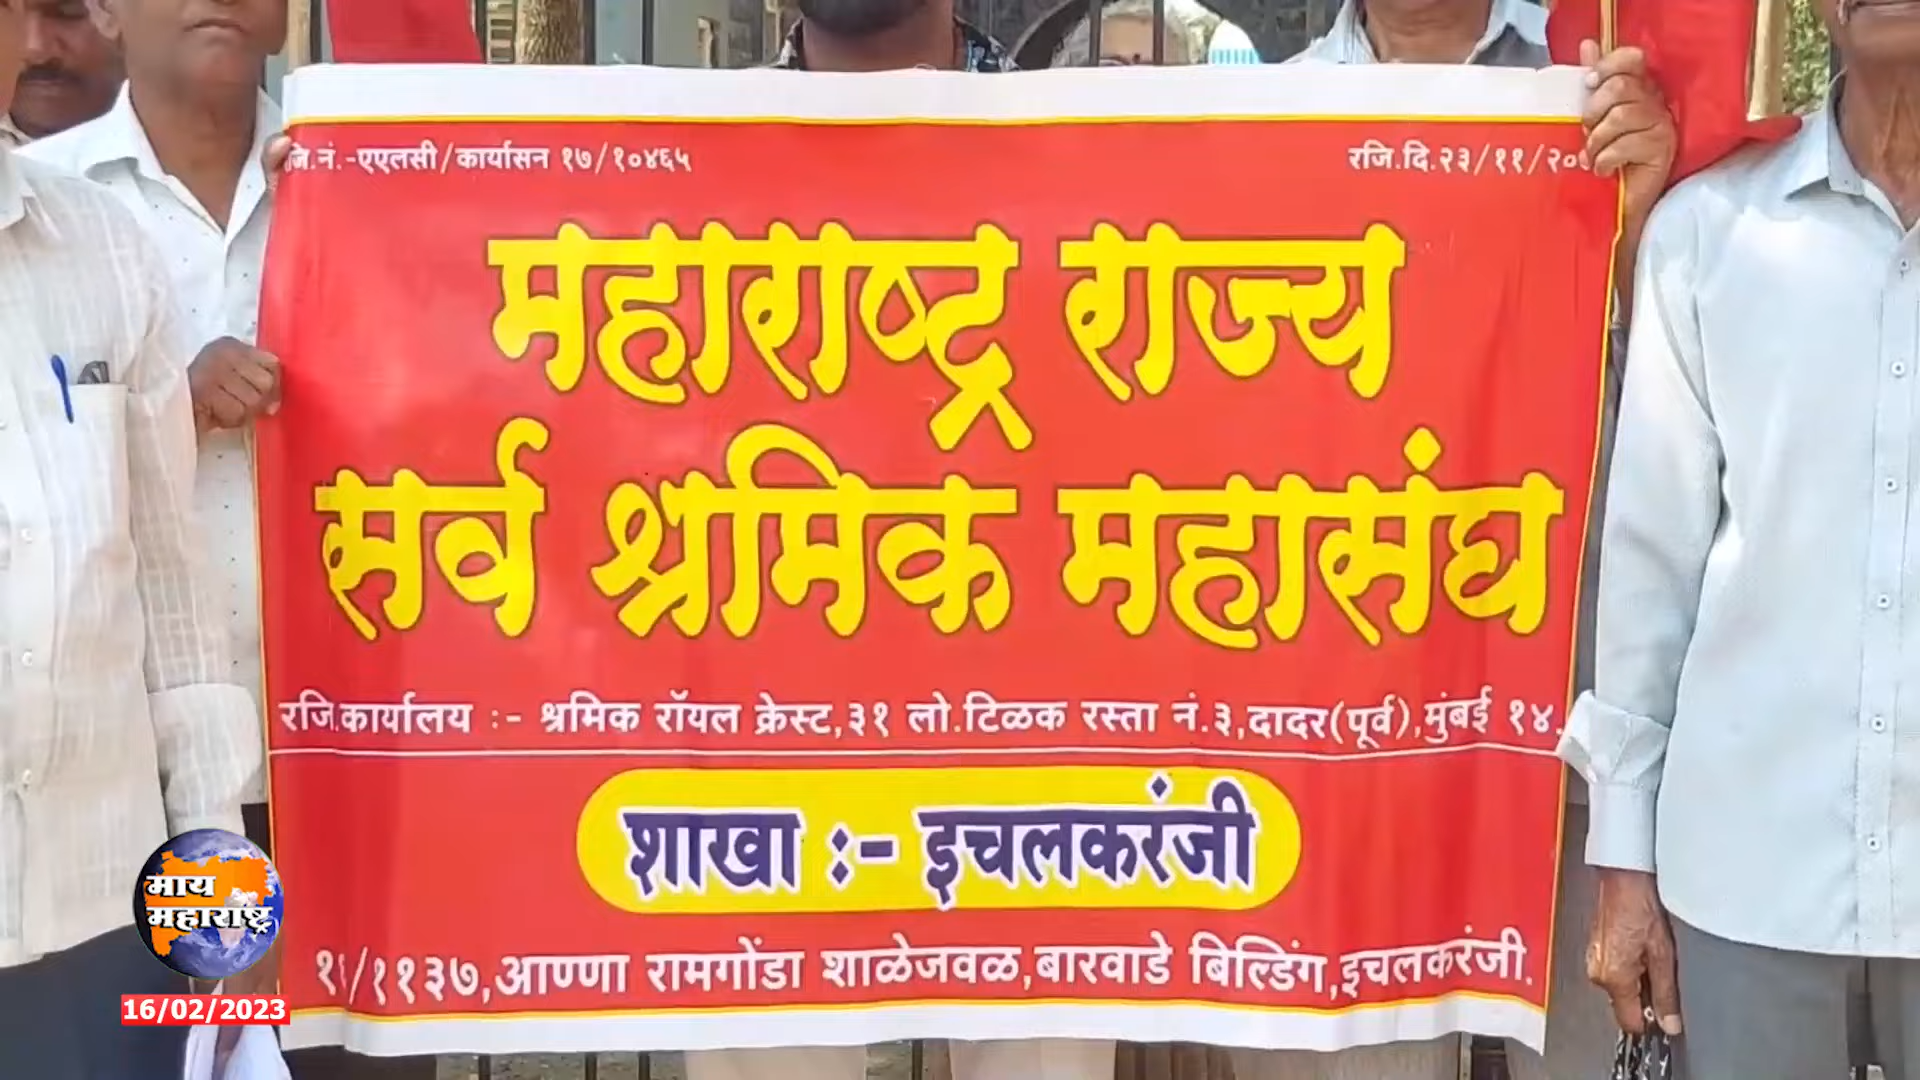 रजि.नं.-एएलसी/कार्यासन १७/१०४६५
रजि.दि.२३/११/२०
महाराष्ट्र राज्य
सर्व श्रमिक महासंघ
रजि.कार्यालय :- श्रमिक रॉयल क्रेस्ट,३१ लो.टिळक रस्ता नं.३,दादर(पूर्व),मुंबई १४.
शाखा :- इचलकरंजी
११/११३७,आण्णा रामगोंडा शाळेजवळ,बारवाडे बिल्डिंग,इचलकरंजी.
माय
महाराष्ट्र
16/02/2023